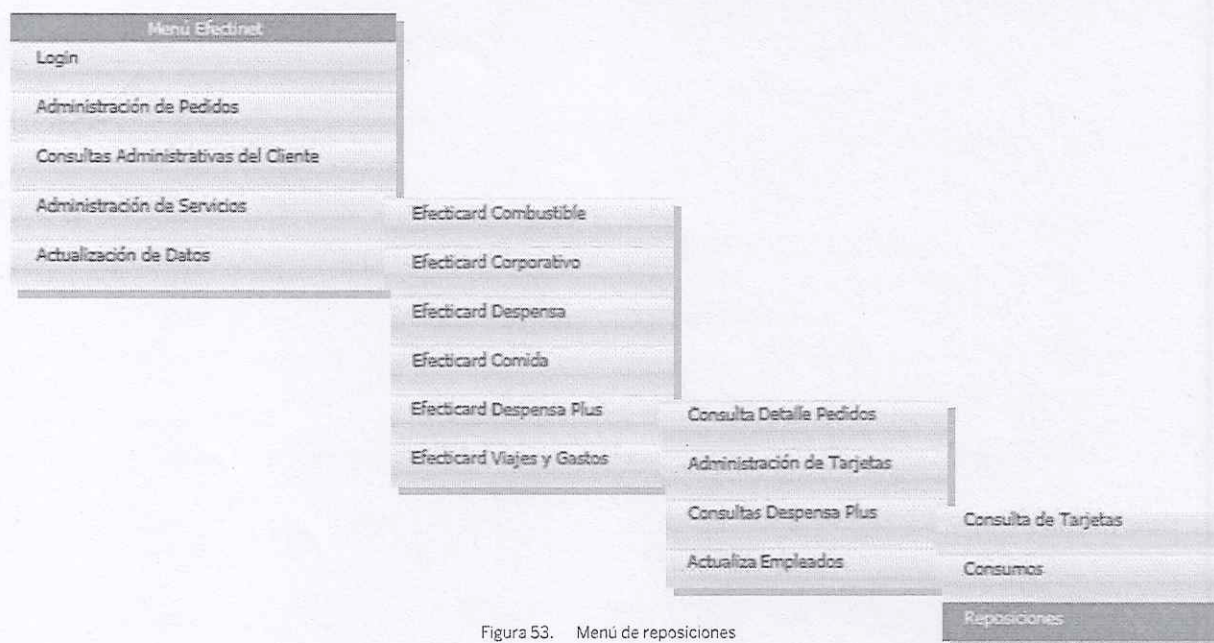 Menú Efectinet
Login
Administración de Pedidos
Consultas Administrativas del Cliente
Administración de Servicios
Actualización de Datos
Efecticard Combustible
Efecticard Corporativo
Efecticard Despensa
Efecticard Comida
Efecticard Despensa Plus
Efecticard Viajes y Gastos
Consulta Detalle Pedidos
Administración de Tarjetas
Consultas Despensa Plus
Actualiza Empleados
Consulta de Tarjetas
Consumos
Reposiciones
Figura 53. Menú de reposiciones